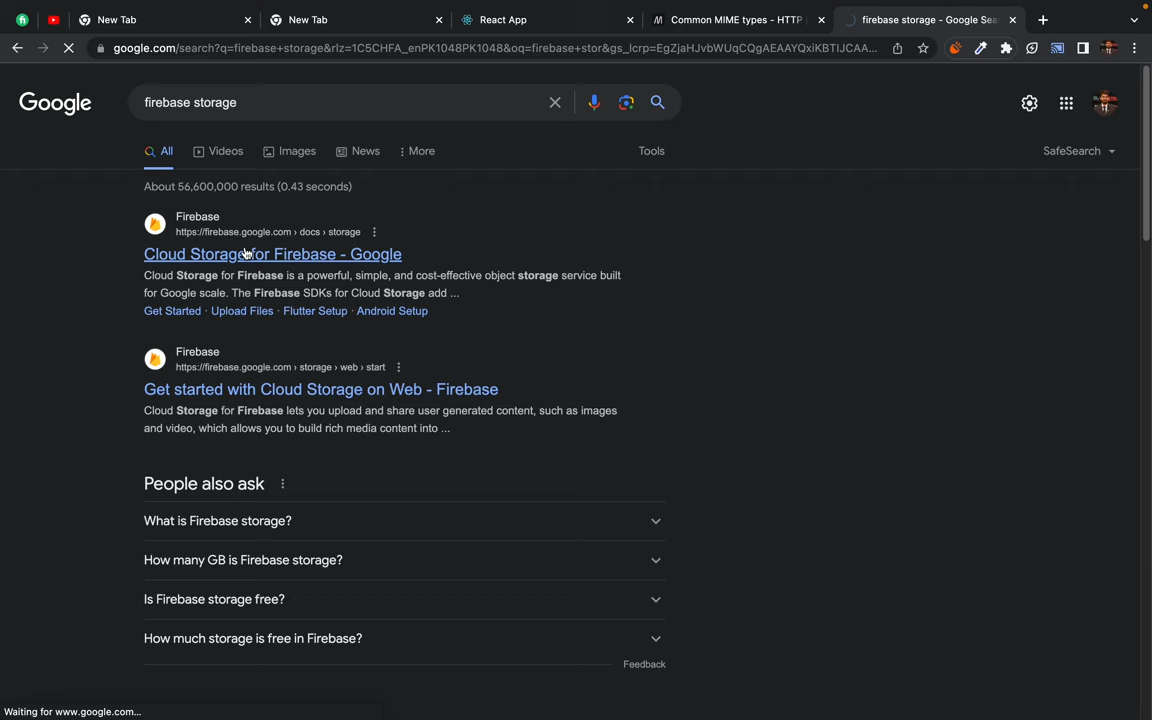 New Tab
New Tab
React App
Common MIME types - HTTP
firebase storage - Google Sea
google.com/search?q=firebase+storage&rlz=1C5CHFA_enPK1048PK1048&oq=firebase+stor&gs_lcrp=EgZjaHJvbWUqCQgAEAAYQxiKBTIJCAA...
Google
firebase storage
All
Videos
Images
News
More
Tools
SafeSearch
About 56,600,000 results (0.43 seconds)
Firebase
https://firebase.google.com › docs › storage
Cloud Storage for Firebase - Google
Cloud Storage for Firebase is a powerful, simple, and cost-effective object storage service built
for Google scale. The Firebase SDKs for Cloud Storage add ...
Get Started · Upload Files · Flutter Setup · Android Setup
Firebase
https://firebase.google.com › storage › web › start
Get started with Cloud Storage on Web - Firebase
Cloud Storage for Firebase lets you upload and share user generated content, such as images
and video, which allows you to build rich media content into ...
People also ask
What is Firebase storage?
How many GB is Firebase storage?
Is Firebase storage free?
How much storage is free in Firebase?
Feedback
Waiting for www.google.com...